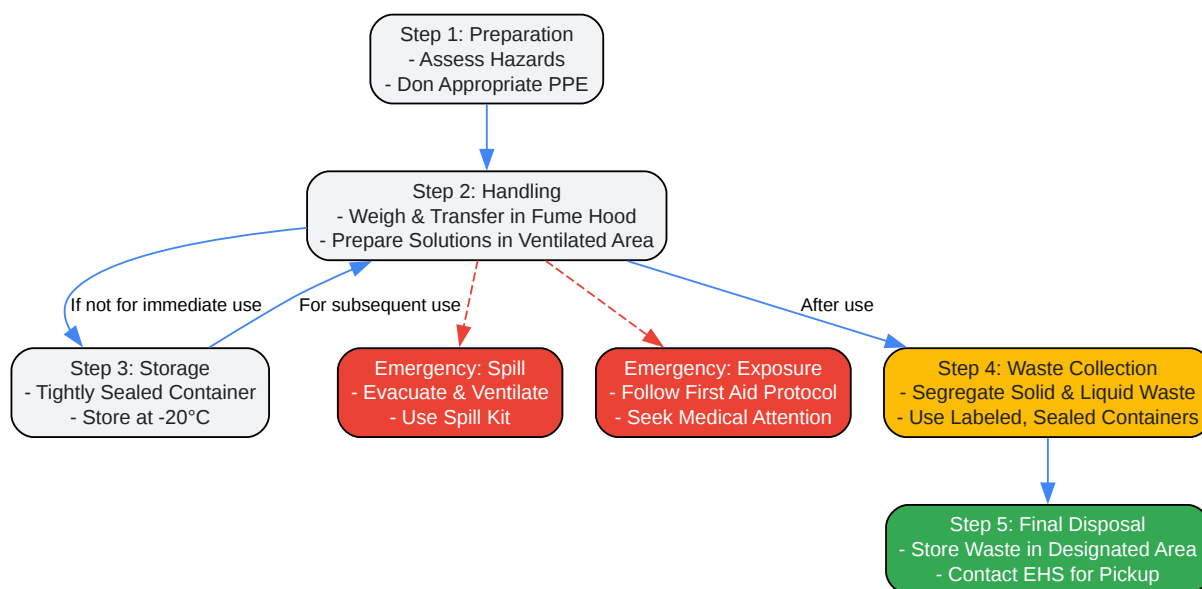 Step 1: Preparation
- Assess Hazards
- Don Appropriate PPE
Step 2: Handling
- Weigh & Transfer in Fume Hood
- Prepare Solutions in Ventilated Area
If not for immediate use
For subsequent use
After use
Step 3: Storage
- Tightly Sealed Container
- Store at -20°C
Emergency: Spill
- Evacuate & Ventilate
- Use Spill Kit
Emergency: Exposure
- Follow First Aid Protocol
- Seek Medical Attention
Step 4: Waste Collection
- Segregate Solid & Liquid Waste
- Use Labeled, Sealed Containers
Step 5: Final Disposal
- Store Waste in Designated Area
- Contact EHS for Pickup